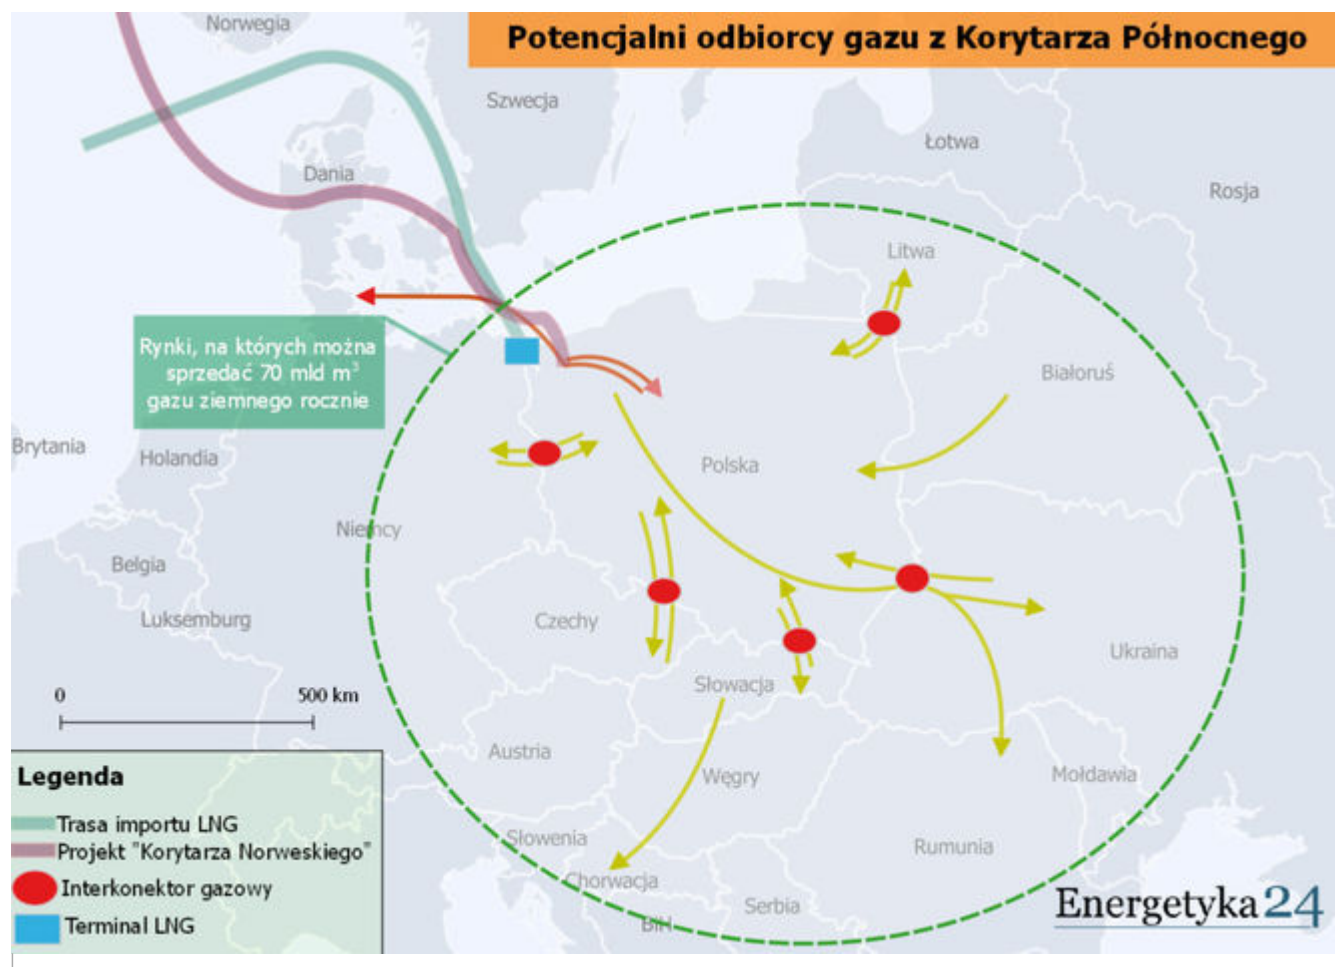 Potencjalni odbiorcy gazu z Korytarza Północnego
Norwegia
Szwecja
Łotwa
Dania
Rosja
Litwa
Rynki, na których można
sprzedać 70 mld m³
gazu ziemnego rocznie
Białoruś
Brytania
Holandia
Polska
Niemcy
Belgia
Luksemburg
Czechy
Ukraina
Słowacja
0 500 km
Austria
Węgry
Mołdawia
Legenda
Trasa importu LNG
Projekt "Korytarza Norweskiego"
Interkonektor gazowy
Terminal LNG
Słowenia
Rumunia
Chorwacja
Serbia
BiH
Energetyka24